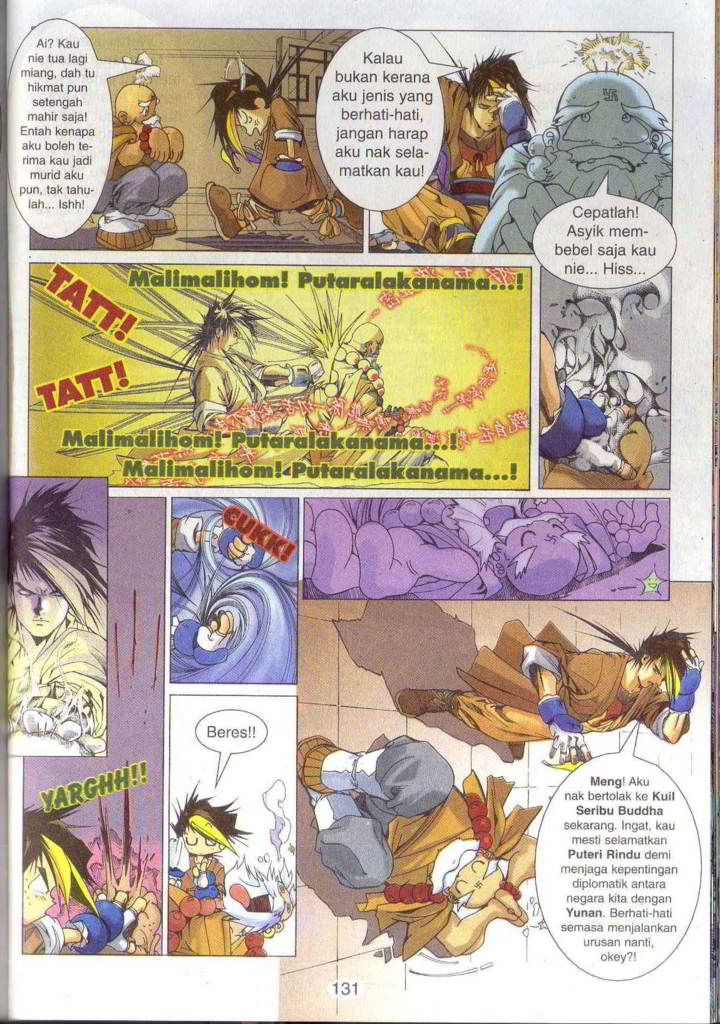 Ai? Kau
nie tua lagi
miang, dah tu
hikmat pun
setengah
mahir saja!
Entah kenapa
aku boleh te-
rima kau jadi
murid aku
pun, tak tahu-
lah... Ishh!
Kalau
bukan kerana
aku jenis yang
berhati-hati,
jangan harap
aku nak sela-
matkan kau!
Cepatlah!
Asyik mem-
bebel saja kau
nie... Hiss...
Malimalihom! Putaralakanama...!
TATT!
TATT!
Malimalihom! Putaralakanama...!
Malimalihom! Putaralakanama...!
CUKK!
YARGHH!!
Beres!!
Meng! Aku
nak bertolak ke Kuil
Seribu Buddha
sekarang. Ingat, kau
mesti selamatkan
Puteri Rindu demi
menjaga kepentingan
diplomatik antara
negara kita dengan
Yunan. Berhati-hati
semasa menjalankan
urusan nanti,
okey?!
131